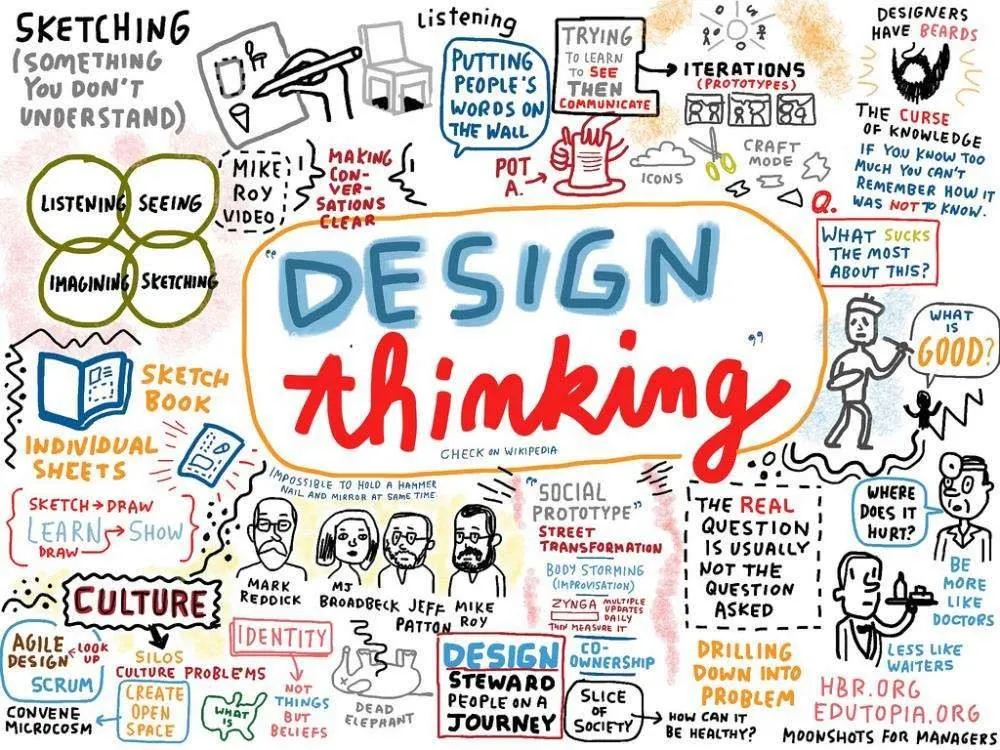 SKETCHING
(SOMETHING
YOU DON'T
UNDERSTAND)
Listening
PUTTING
PEOPLE'S
WORDS ON
THE WALL
TRYING
TO LEARN
TO SEE
THEN
COMMUNICATE
ITERATIONS
(PROTOTYPES)
DESIGNERS
HAVE BEARDS
THE CURSE
OF KNOWLEDGE
IF YOU KNOW TOO
MUCH YOU CAN'T
REMEMBER HOW IT
WAS NOT TO KNOW.
LISTENING
SEEING
IMAGINING
SKETCHING
MIKE
ROY
VIDEO
MAKING
CON-
VER-
SATIONS
CLEAR
POT
A.
ICONS
CRAFT
MODE
Q.
WHAT SUCKS
THE MOST
ABOUT THIS?
"DESIGN
thinking"
CHECK ON WIKIPEDIA
WHAT
IS
GOOD?
SKETCH
BOOK
INDIVIDUAL
SHEETS
SKETCH → DRAW
LEARN → SHOW
DRAW
IMPOSSIBLE TO HOLD A HAMMER
NAIL AND MIRROR AT SAME TIME
MARK
REDDICK
MJ
BROADBECK
JEFF
PATTON
MIKE
ROY
"SOCIAL
PROTOTYPE"
STREET
TRANSFORMATION
BODY STORMING
(IMPROVISATION)
ZYNGA
MULTIPLE
UPDATES
DAILY
THEN MEASURE IT
CO-
OWNERSHIP
THE REAL
QUESTION
IS USUALLY
NOT THE
QUESTION
ASKED
WHERE
DOES IT
HURT?
BE
MORE
LIKE
DOCTORS
LESS LIKE
WAITERS
CULTURE
AGILE
DESIGN
LOOK
UP
SCRUM
CONVENE
MICROCOSM
SILOS
CULTURE PROBLEMS
CREATE
OPEN
SPACE
WHAT
IS
IDENTITY
NOT
THINGS
BUT
BELIEFS
DEAD
ELEPHANT
DESIGN
STEWARD
PEOPLE ON A
JOURNEY
SLICE
OF
SOCIETY
HOW CAN IT
BE HEALTHY?
DRILLING
DOWN INTO
PROBLEM
HBR.ORG
EDUTOPIA.ORG
MOONSHOTS FOR MANAGERS